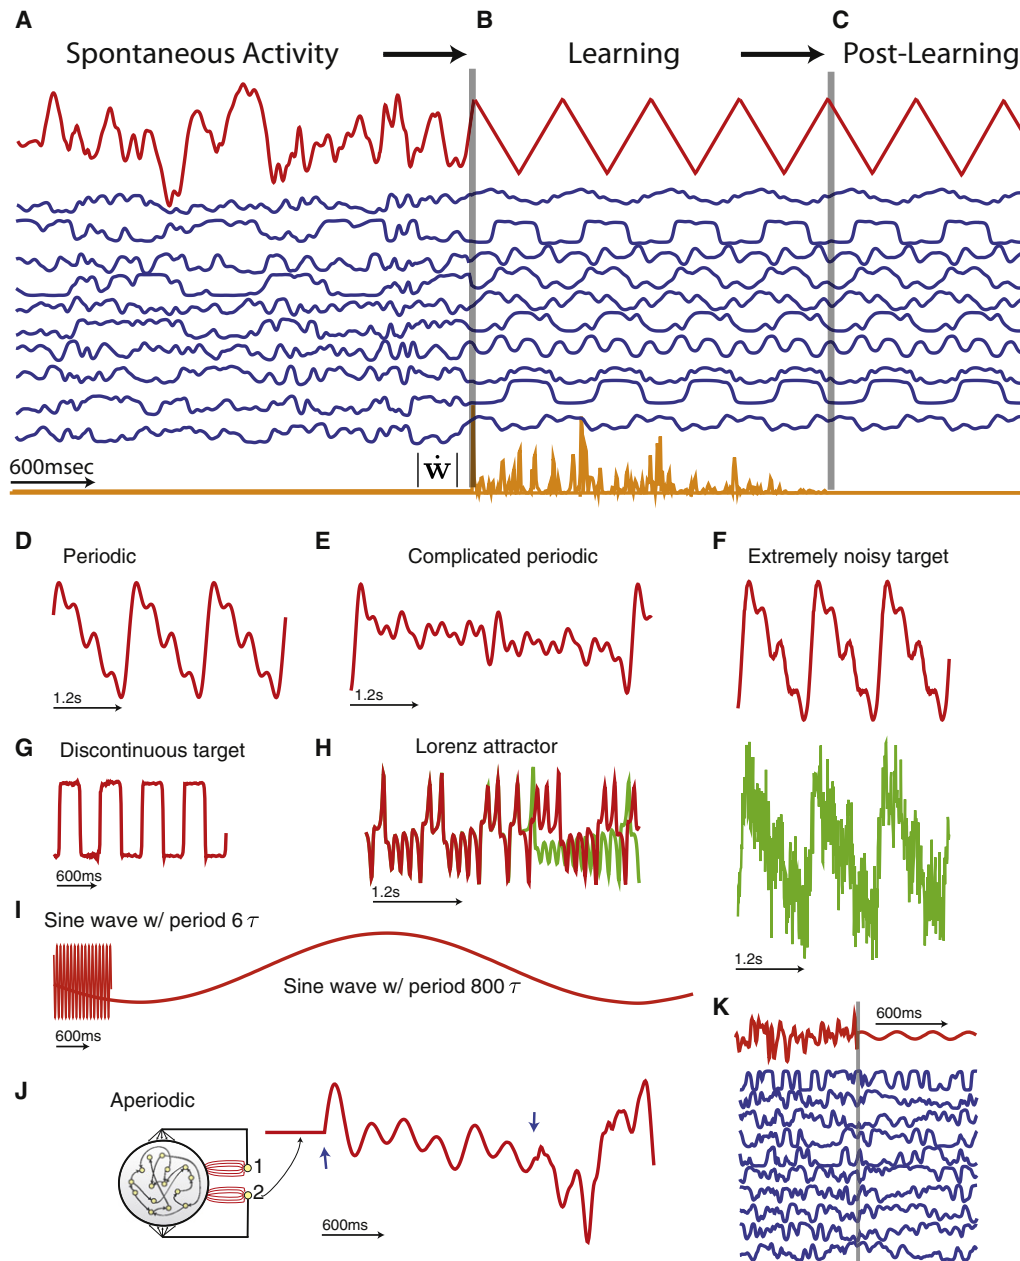 A
B
C
Spontaneous Activity
Learning
Post-Learning
600msec
|ẇ|
D
Periodic
1.2s
E
Complicated periodic
1.2s
F
Extremely noisy target
1.2s
G
Discontinuous target
600ms
H
Lorenz attractor
1.2s
I
Sine wave w/ period 6 τ
Sine wave w/ period 800 τ
600ms
J
Aperiodic
1
2
600ms
K
600ms